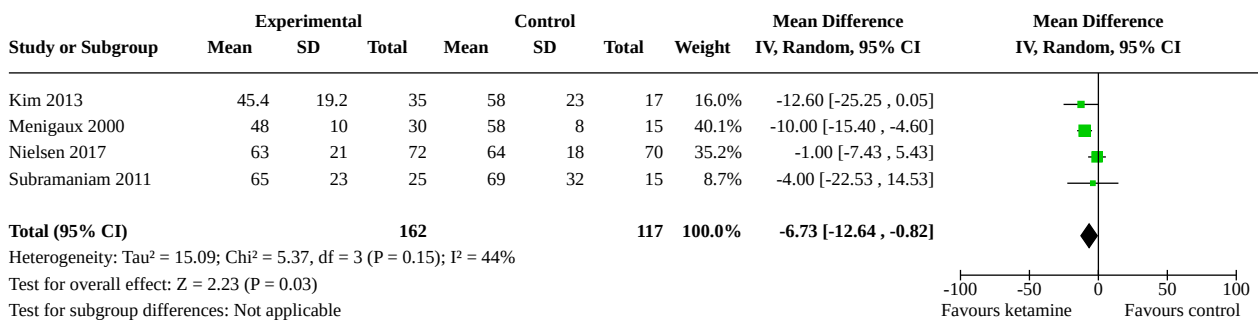 Experimental Control Mean Difference Mean Difference
Study or Subgroup Mean SD Total Mean SD Total Weight IV, Random, 95% CI IV, Random, 95% CI
Kim 2013 45.4 19.2 35 58 23 17 16.0% -12.60 [-25.25 , 0.05]
Menigaux 2000 48 10 30 58 8 15 40.1% -10.00 [-15.40 , -4.60]
Nielsen 2017 63 21 72 64 18 70 35.2% -1.00 [-7.43 , 5.43]
Subramaniam 2011 65 23 25 69 32 15 8.7% -4.00 [-22.53 , 14.53]
Total (95% CI) 162 117 100.0% -6.73 [-12.64 , -0.82]
Heterogeneity: Tau² = 15.09; Chi² = 5.37, df = 3 (P = 0.15); I² = 44%
Test for overall effect: Z = 2.23 (P = 0.03) -100 -50 0 50 100
Test for subgroup differences: Not applicable Favours ketamine Favours control